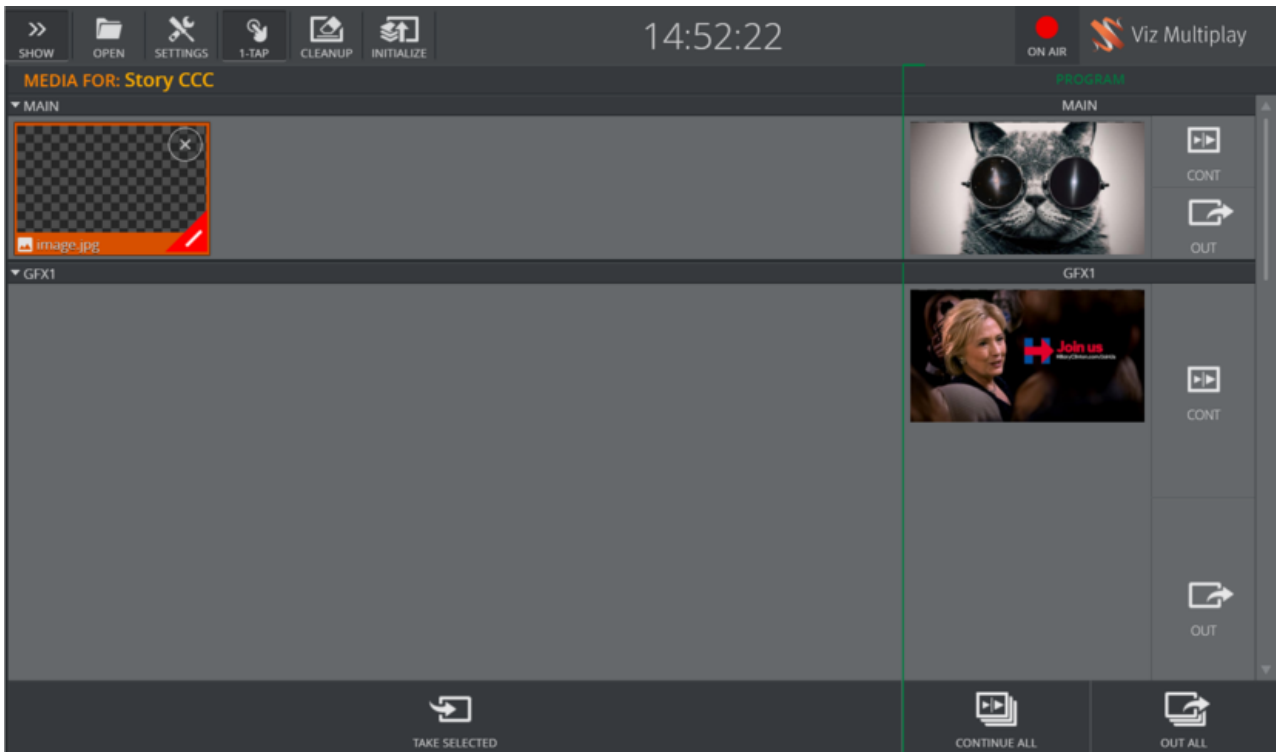 SHOW
OPEN
SETTINGS
1-TAP
CLEANUP
INITIALIZE
14:52:22
ON AIR
Viz Multiplay
MEDIA FOR: Story CCC
PROGRAM
MAIN
MAIN
image.jpg
CONT
OUT
GFX1
GFX1
Join us
CONT
OUT
TAKE SELECTED
CONTINUE ALL
OUT ALL